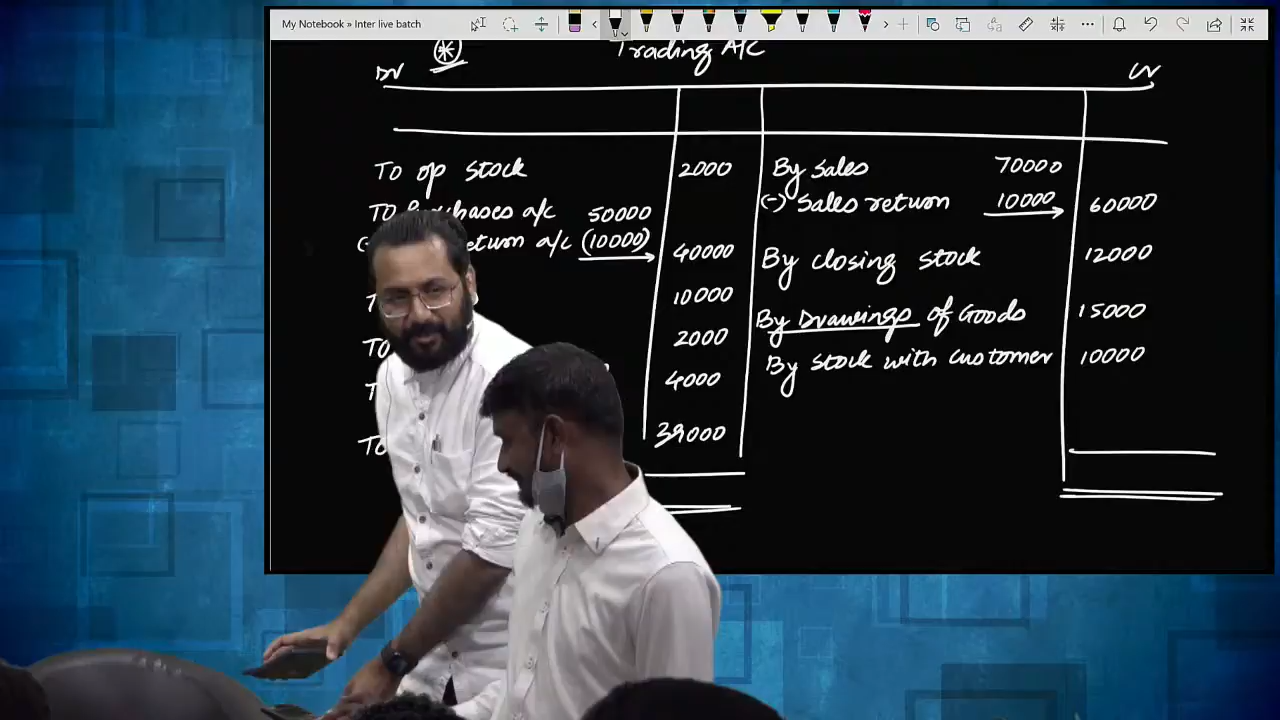 My Notebook » Inter live batch
Trading A/C
Dr
Cr
To op stock 2000
To Purchases a/c 50000
return a/c (10000) 40000
10000
To 2000
4000
To 39000
By Sales 70000
(-) Sales return 10000 60000
By closing stock 12000
By Drawings of Goods 15000
By Stock with customer 10000